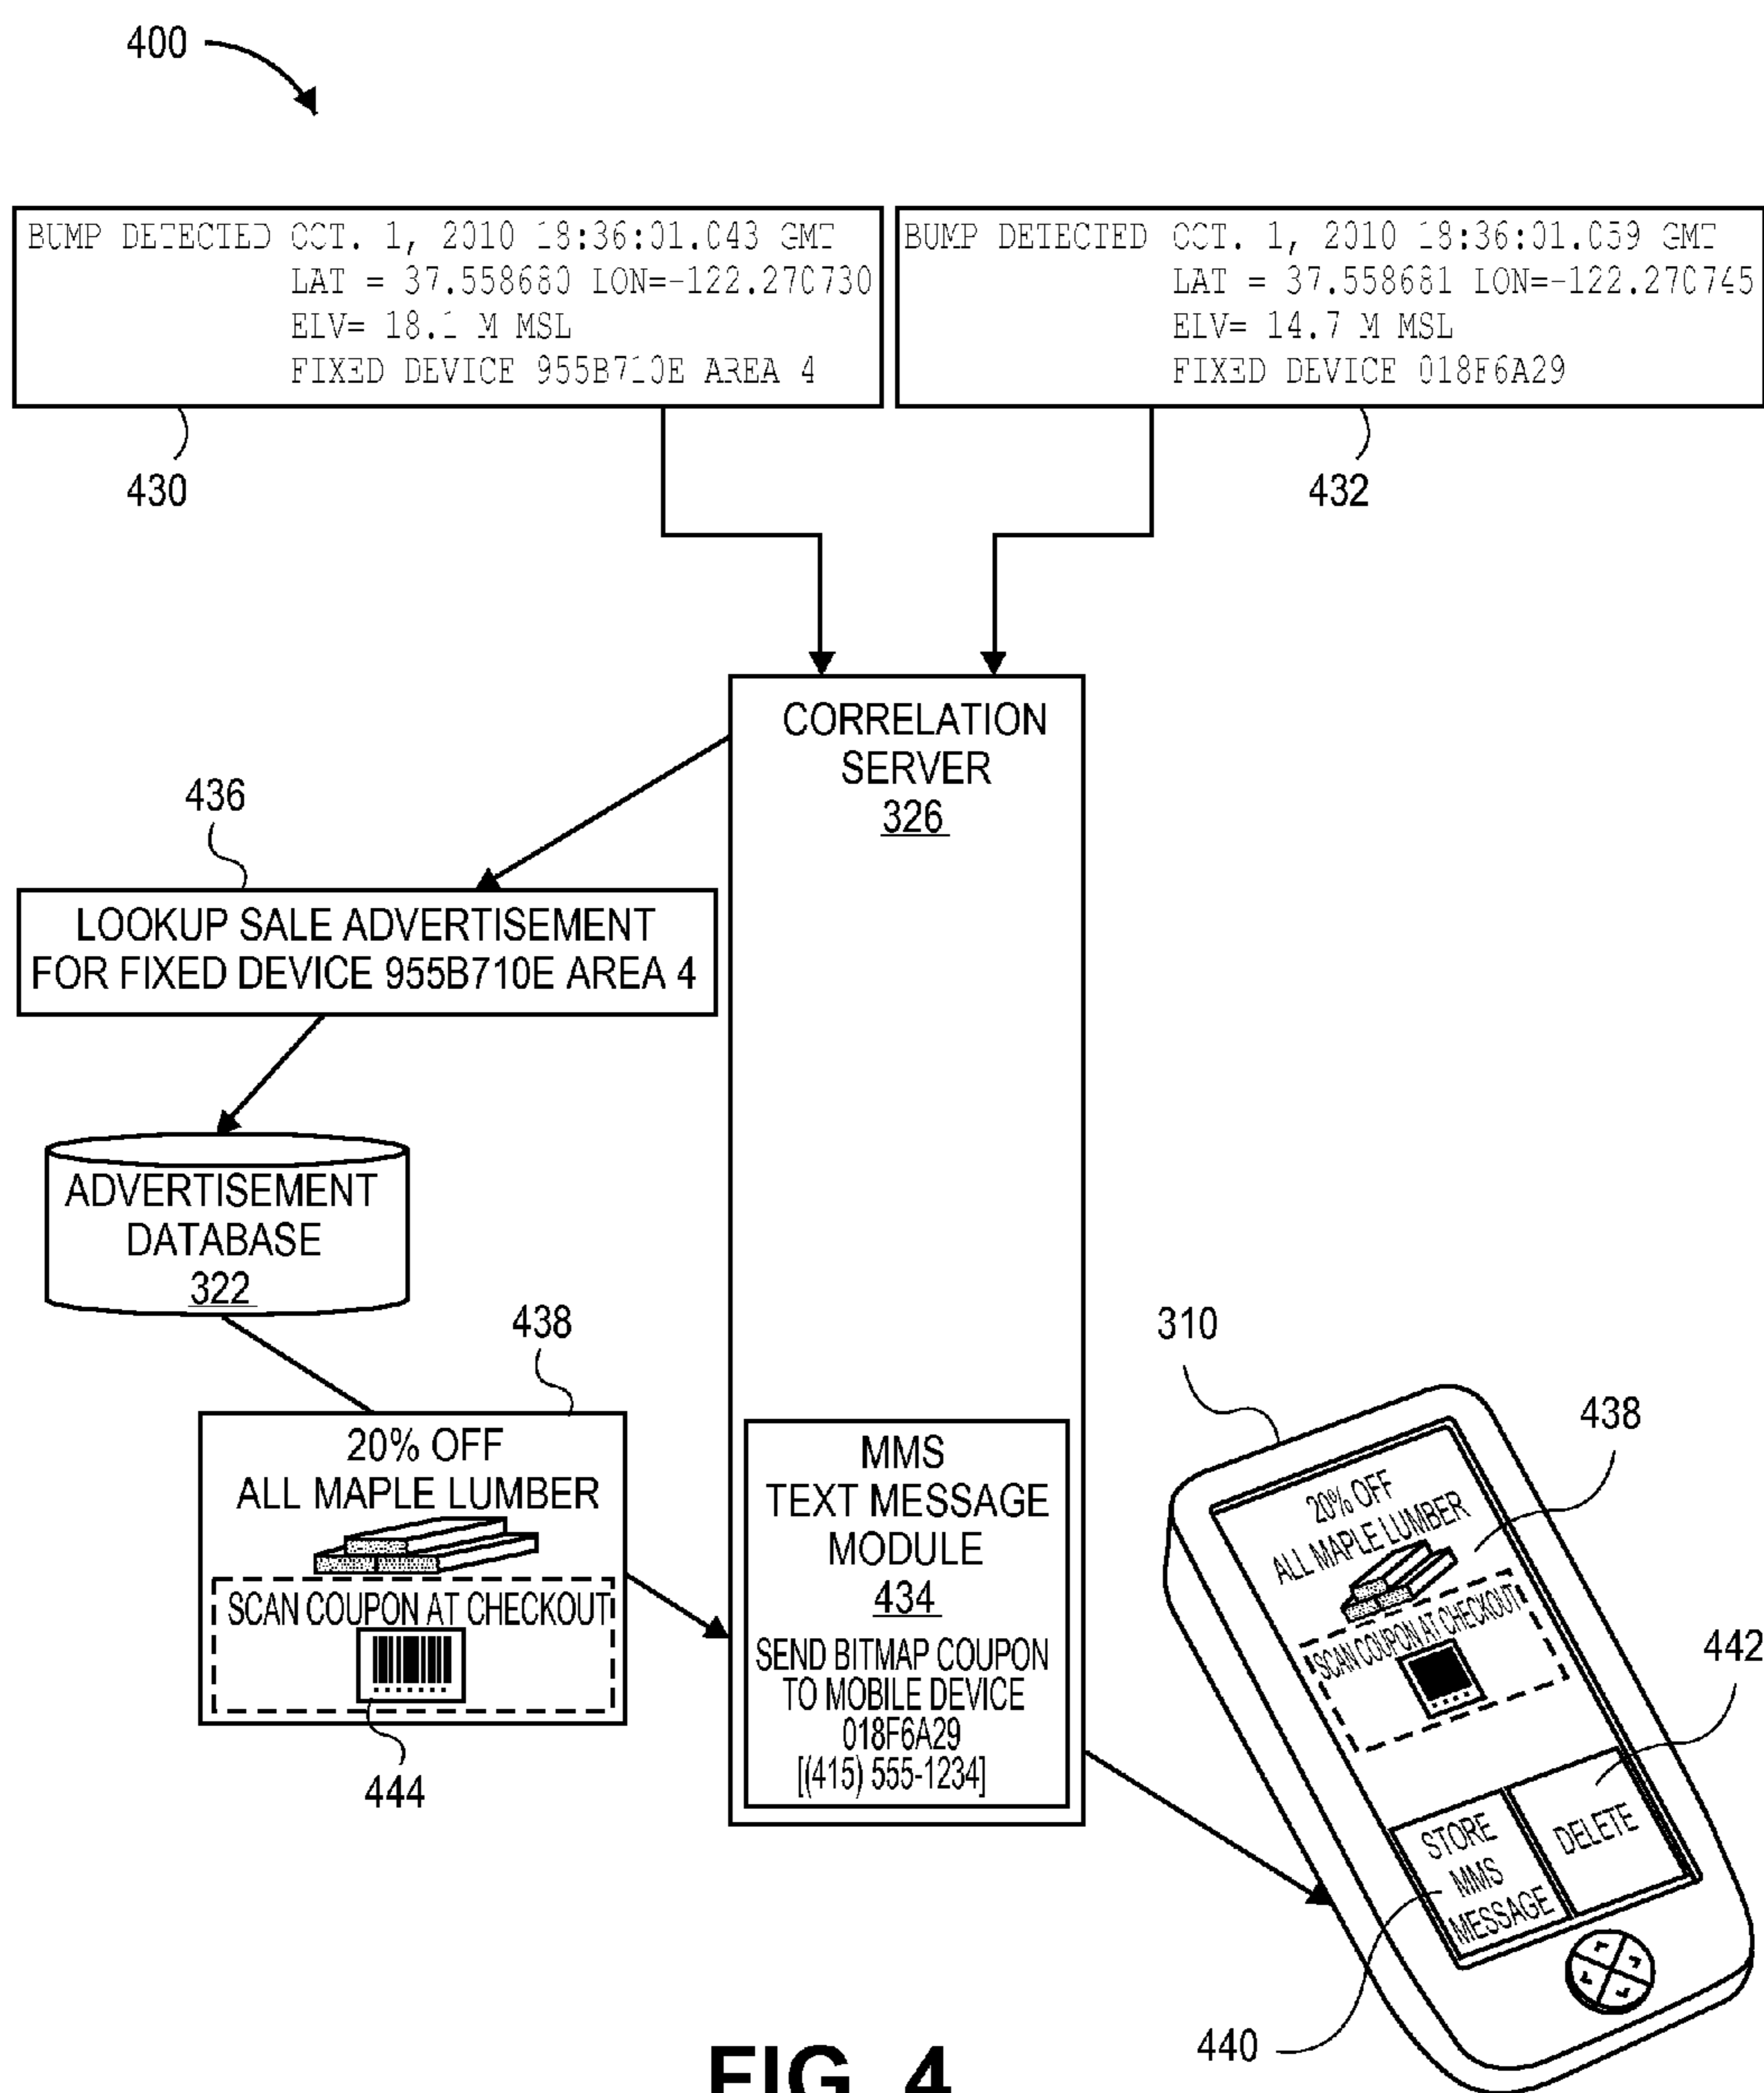 400
BUMP DETECTED OCT. 1, 2010 18:36:01.043 GMT
LAT = 37.558680 LON=-122.270730
ELV= 18.1 M MSL
FIXED DEVICE 955B710E AREA 4
BUMP DETECTED OCT. 1, 2010 18:36:01.059 GMT
LAT = 37.558681 LON=-122.270745
ELV= 14.7 M MSL
FIXED DEVICE 018F6A29
430
432
CORRELATION
SERVER
326
436
LOOKUP SALE ADVERTISEMENT
FOR FIXED DEVICE 955B710E AREA 4
ADVERTISEMENT
DATABASE
322
438
20% OFF
ALL MAPLE LUMBER
SCAN COUPON AT CHECKOUT
444
MMS
TEXT MESSAGE
MODULE
434
SEND BITMAP COUPON
TO MOBILE DEVICE
018F6A29
[(415) 555-1234]
310
438
20% OFF
ALL MAPLE LUMBER
SCAN COUPON AT CHECKOUT
442
STORE
MMS
MESSAGE
DELETE
440
FIG. 4